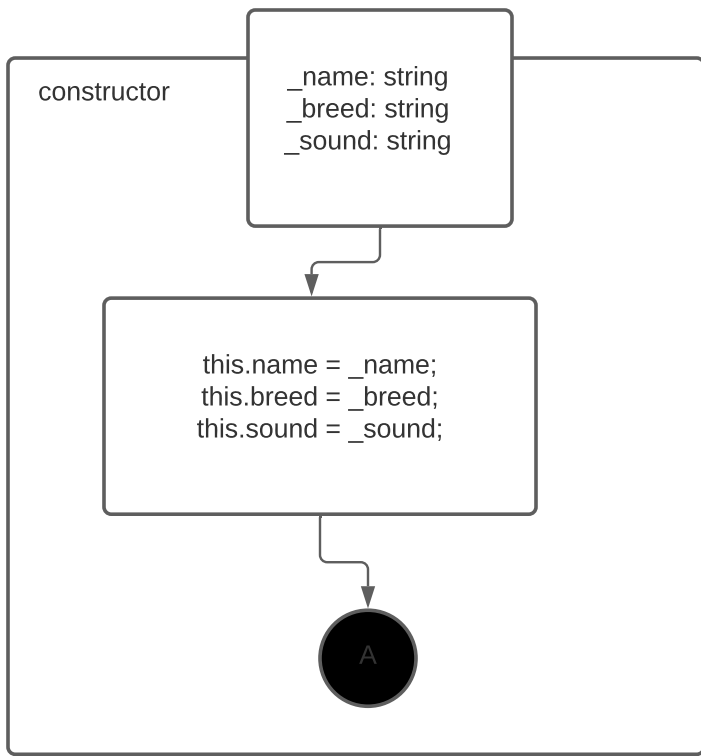 constructor
_name: string
_breed: string
_sound: string
this.name = _name;
this.breed = _breed;
this.sound = _sound;
A